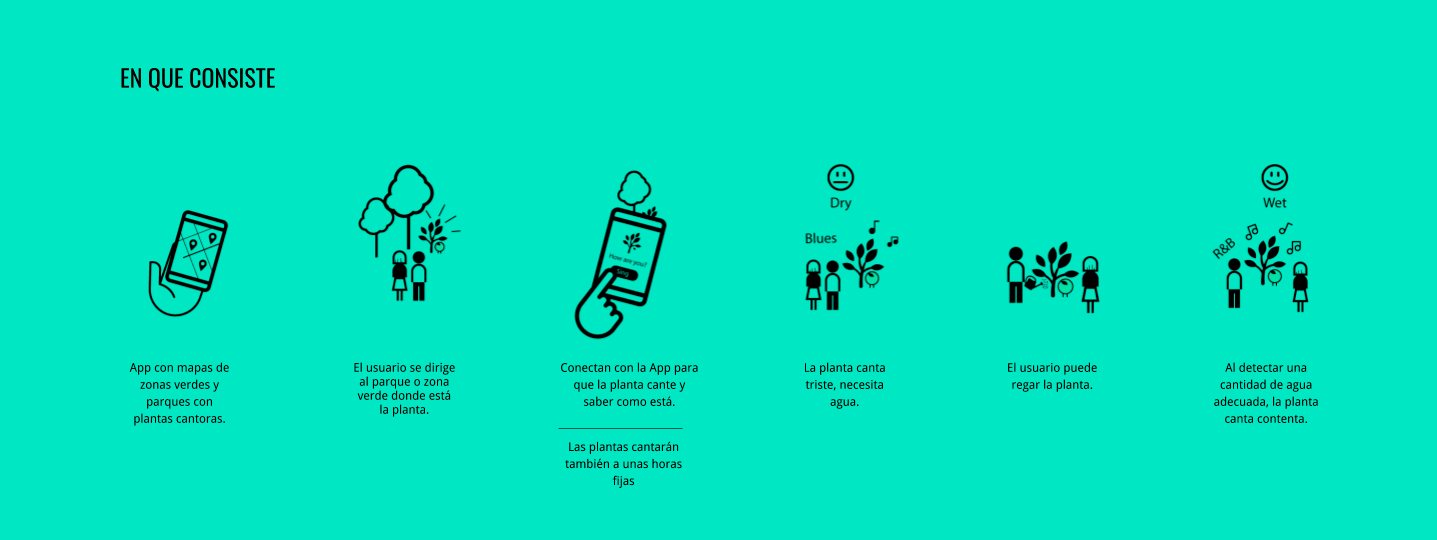 EN QUE CONSISTE
App con mapas de
zonas verdes y
parques con
plantas cantoras.
El usuario se dirige
al parque o zona
verde donde está
la planta.
How are you?
Sing
Conectan con la App para
que la planta cante y
saber como está.
Las plantas cantarán
también a unas horas
fijas
Dry
Blues
La planta canta
triste, necesita
agua.
El usuario puede
regar la planta.
Wet
R&B
Al detectar una
cantidad de agua
adecuada, la planta
canta contenta.